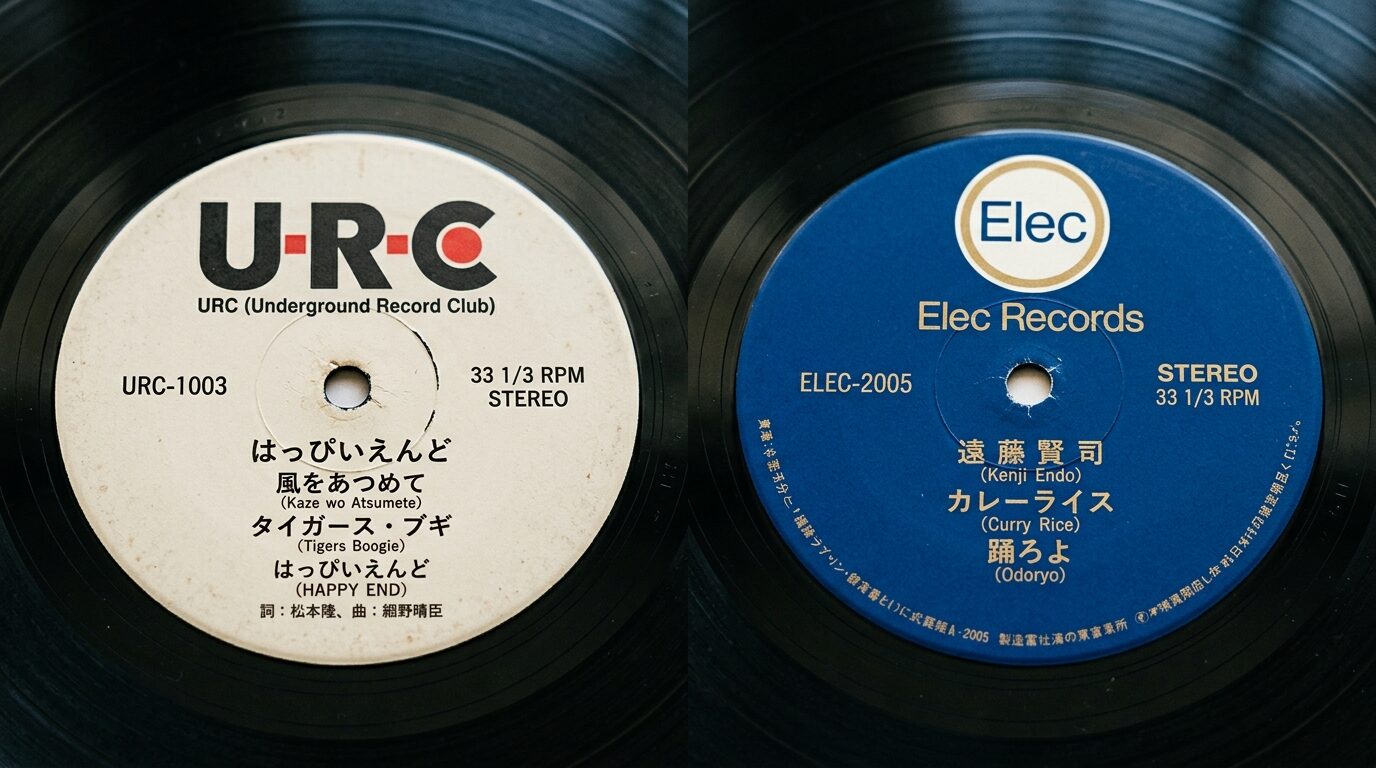 U·R·C
URC (Underground Record Club)
URC-1003
33 1/3 RPM
STEREO
はっぴいえんど
風をあつめて
(Kaze wo Atsumete)
タイガース・ブギ
(Tigers Boogie)
はっぴいえんど
(HAPPY END)
詞：松本隆、曲：細野晴臣
Elec
Elec Records
ELEC-2005
STEREO
33 1/3 RPM
遠藤賢司
(Kenji Endo)
カレーライス
(Curry Rice)
踊ろよ
(Odoryo)